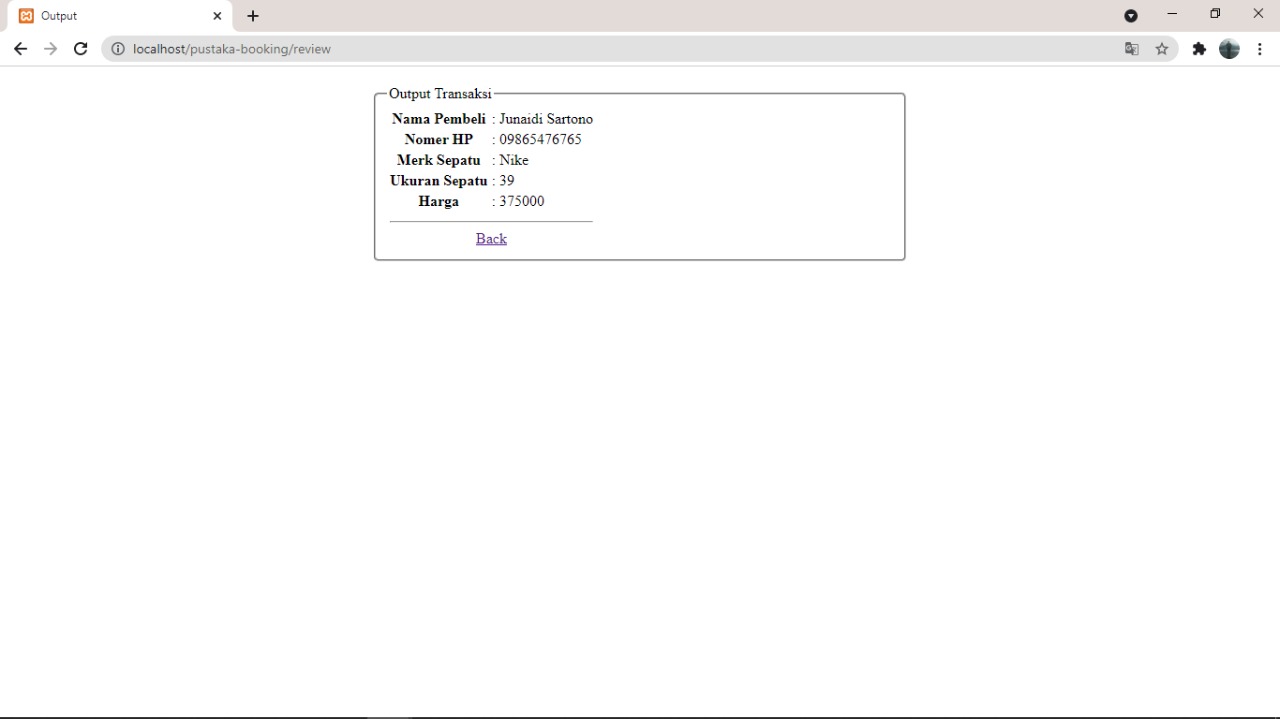 Output
localhost/pustaka-booking/review
Output Transaksi
Nama Pembeli : Junaidi Sartono
Nomer HP : 09865476765
Merk Sepatu : Nike
Ukuran Sepatu : 39
Harga : 375000
Back